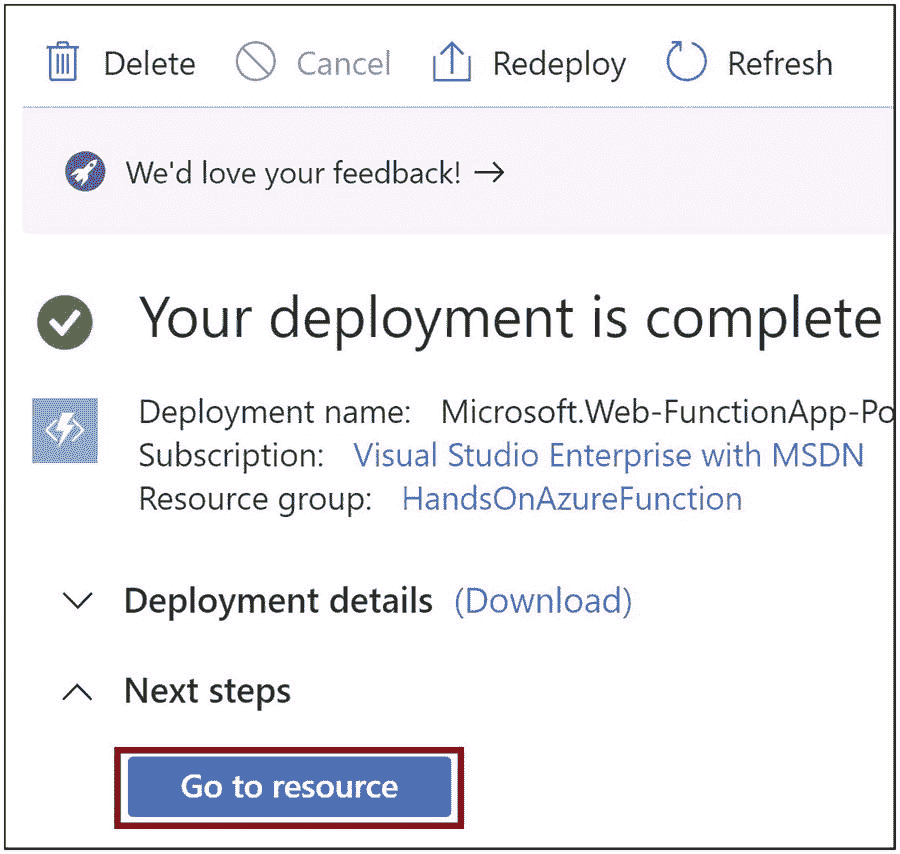 Delete Cancel Redeploy Refresh
We'd love your feedback! →
Your deployment is complete
Deployment name: Microsoft.Web-FunctionApp-Po
Subscription: Visual Studio Enterprise with MSDN
Resource group: HandsOnAzureFunction
Deployment details (Download)
Next steps
Go to resource